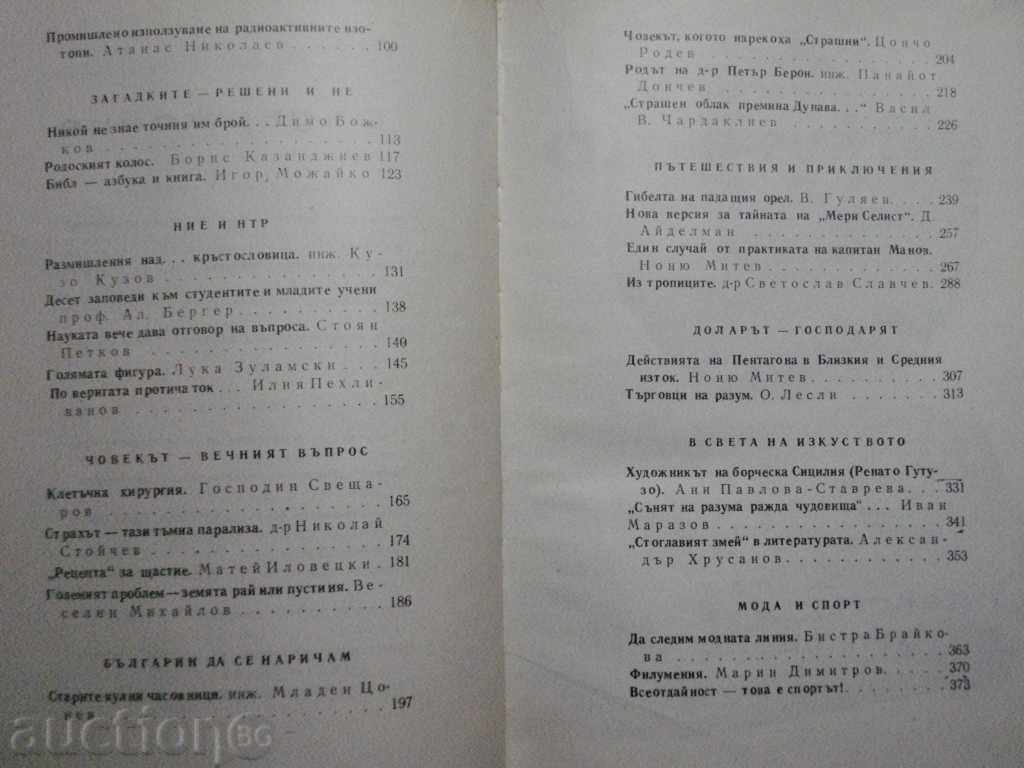 Промишлено използуване на радиоактивните изо-
топи. Атанас Николаев . . . . . . 100
ЗАГАДКИТЕ — РЕШЕНИ И НЕ
Никой не знае точния им брой. . . Димо Бож-
ков . . . . . . . . . . . . . 113
Родоският колос. Борис Казанджиев 117
Библ — азбука и книга. Игор Можайко 123
НИЕ И НТР
Размишления над. . . кръстословица. инж. Ку-
зо Кузов . . . . . . . . . . . 131
Десет заповеди към студентите и младите учени
проф. Ал. Бергер . . . . . . . . 138
Науката вече дава отговор на въпроса. Стоян
Петков . . . . . . . . . . . . 140
Голямата фигура. Лука Зуламски . . . 145
По веригата протича ток . . . Илия Пехли-
ванов . . . . . . . . . . . . . 155
ЧОВЕКЪТ — ВЕЧНИЯТ ВЪПРОС
Клетъчна хирургия. Господин Свеща-
ров . . . . . . . . . . . . . 165
Страхът — тази тъмна парализа. д-р Николай
Стойчев . . . . . . . . . . . . 174
„Рецепта“ за щастие. Матей Иловецки . 181
Големият проблем — земята рай или пустиня. Ве-
селин Михайлов . . . . . . . . 186
БЪЛГАРИН ДА СЕ НАРИЧАМ
Старите кулни часовници. инж. Младен Цо-
рев . . . . . . . . . . . . . 197
Човекът, когото нарекоха „Страшни“. Цончо
Родев . . . . . . . . . . . . 204
Родът на д-р Петър Берон. инж. Панайот
Дончев . . . . . . . . . . . . 218
„Страшен облак премина Дунава. . .“ Васил
В. Чардаклиев . . . . . . . . . 226
ПЪТЕШЕСТВИЯ И ПРИКЛЮЧЕНИЯ
Гибелта на падащия орел. В. Гуляев. . . 239
Нова версия за тайната на „Мери Селист“. Д.
Айделман . . . . . . . . . . . 257
Един случай от практиката на капитан Манов.
Ноню Митев . . . . . . . . . . 267
Из тропиците. д-р Светослав Славчев. 288
ДОЛАРЪТ — ГОСПОДАРЯТ
Действията на Пентагона в Близкия и Средния
изток. Ноню Митев . . . . . . . 307
Търговци на разум. О. Лесли . . . . . 313
В СВЕТА НА ИЗКУСТВОТО
Художникът на борческа Сицилия (Ренато Гуту-
зо). Ани Павлова-Ставрева. . . 331
„Сънят на разума ражда чудовища“ . . . Иван
Маразов . . . . . . . . . . . 341
„Стоглавият змей“ в литературата. Алексан-
дър Хрусанов . . . . . . . . . 353
МОДА И СПОРТ
Да следим модната линия. Бистра Брайко-
ва . . . . . . . . . . . . . . 363
Филумения. Марин Димитров. . . . 370
Всеотдайност — това е спортът!. . . . . . 373
auctionBG